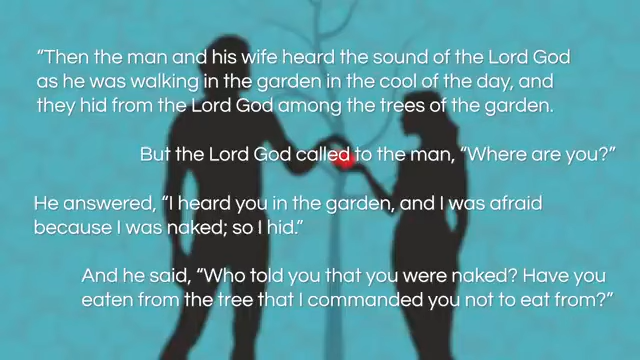 “Then the man and his wife heard the sound of the Lord God
as he was walking in the garden in the cool of the day, and
they hid from the Lord God among the trees of the garden.
But the Lord God called to the man, “Where are you?”
He answered, “I heard you in the garden, and I was afraid
because I was naked; so I hid.”
And he said, “Who told you that you were naked? Have you
eaten from the tree that I commanded you not to eat from?”